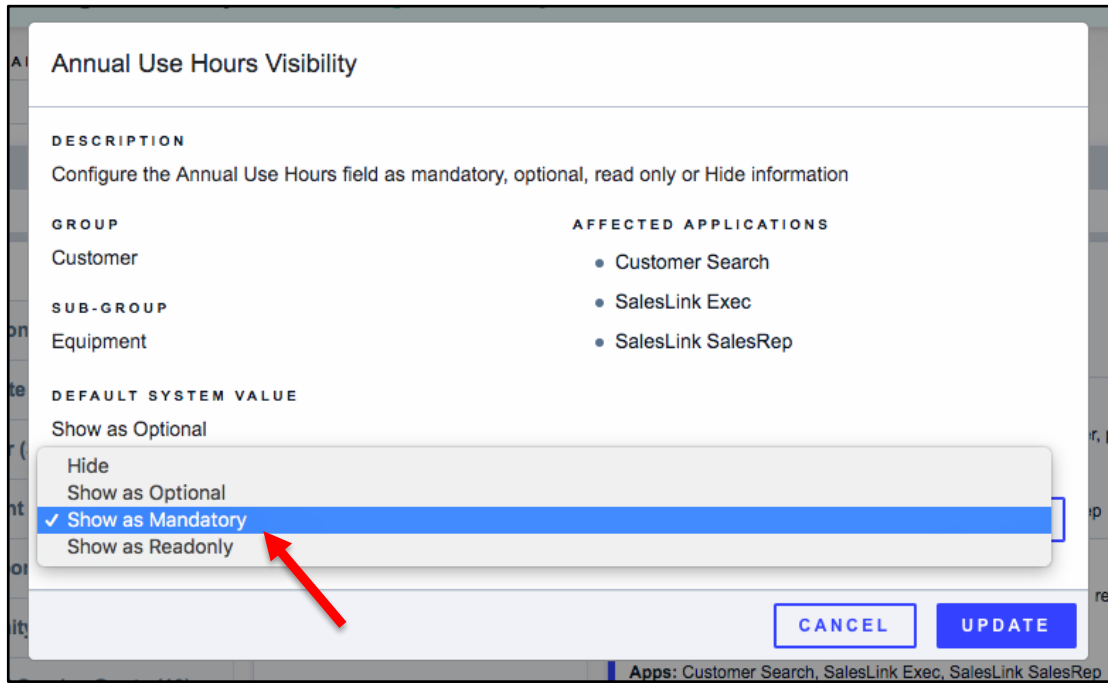 Annual Use Hours Visibility
DESCRIPTION
Configure the Annual Use Hours field as mandatory, optional, read only or Hide information
GROUP
Customer
SUB-GROUP
Equipment
AFFECTED APPLICATIONS
Customer Search
SalesLink Exec
SalesLink SalesRep
DEFAULT SYSTEM VALUE
Show as Optional
Hide
Show as Optional
✓ Show as Mandatory
Show as Readonly
CANCEL
UPDATE
Apps: Customer Search, SalesLink Exec, SalesLink SalesRep